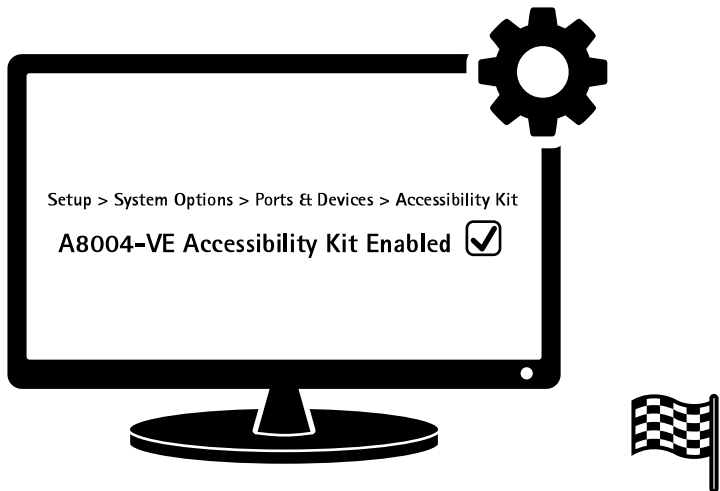 Setup > System Options > Ports & Devices > Accessibility Kit
A8004-VE Accessibility Kit Enabled